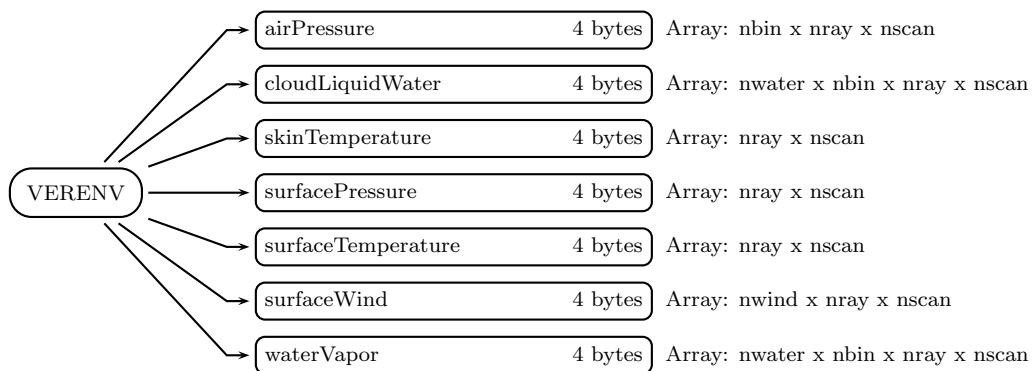 airPressure 4 bytes Array: nbin x nray x nscan
cloudLiquidWater 4 bytes Array: nwater x nbin x nray x nscan
skinTemperature 4 bytes Array: nray x nscan
VERENV surfacePressure 4 bytes Array: nray x nscan
surfaceTemperature 4 bytes Array: nray x nscan
surfaceWind 4 bytes Array: nwind x nray x nscan
waterVapor 4 bytes Array: nwater x nbin x nray x nscan